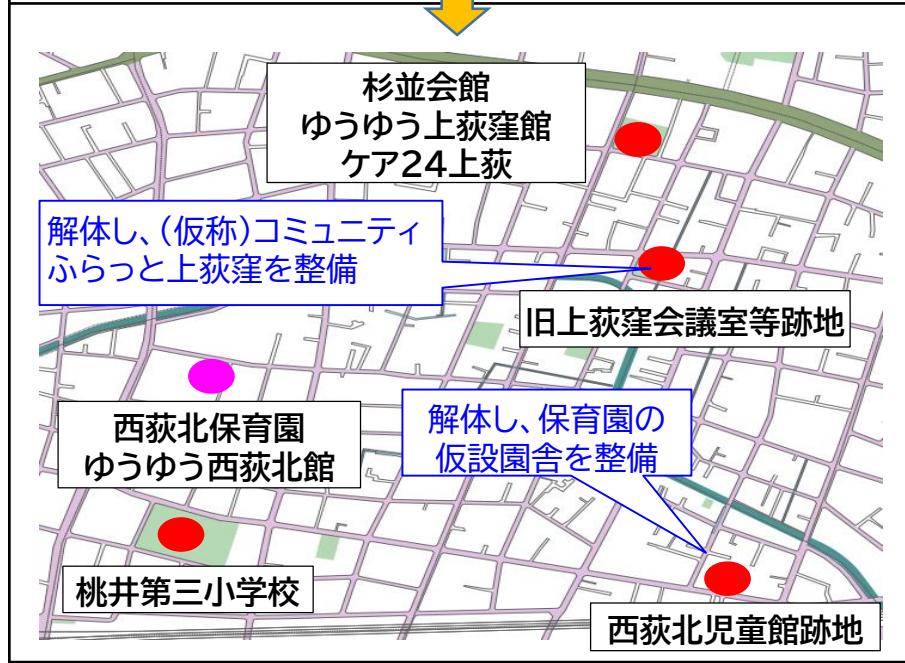 杉並会館
ゆうゆう上荻窪館
ケア24上荻
解体し、（仮称）コミュニティ
ふらっと上荻窪を整備
旧上荻窪会議室等跡地
西荻北保育園
ゆうゆう西荻北館
解体し、保育園の
仮設園舎を整備
桃井第三小学校
西荻北児童館跡地